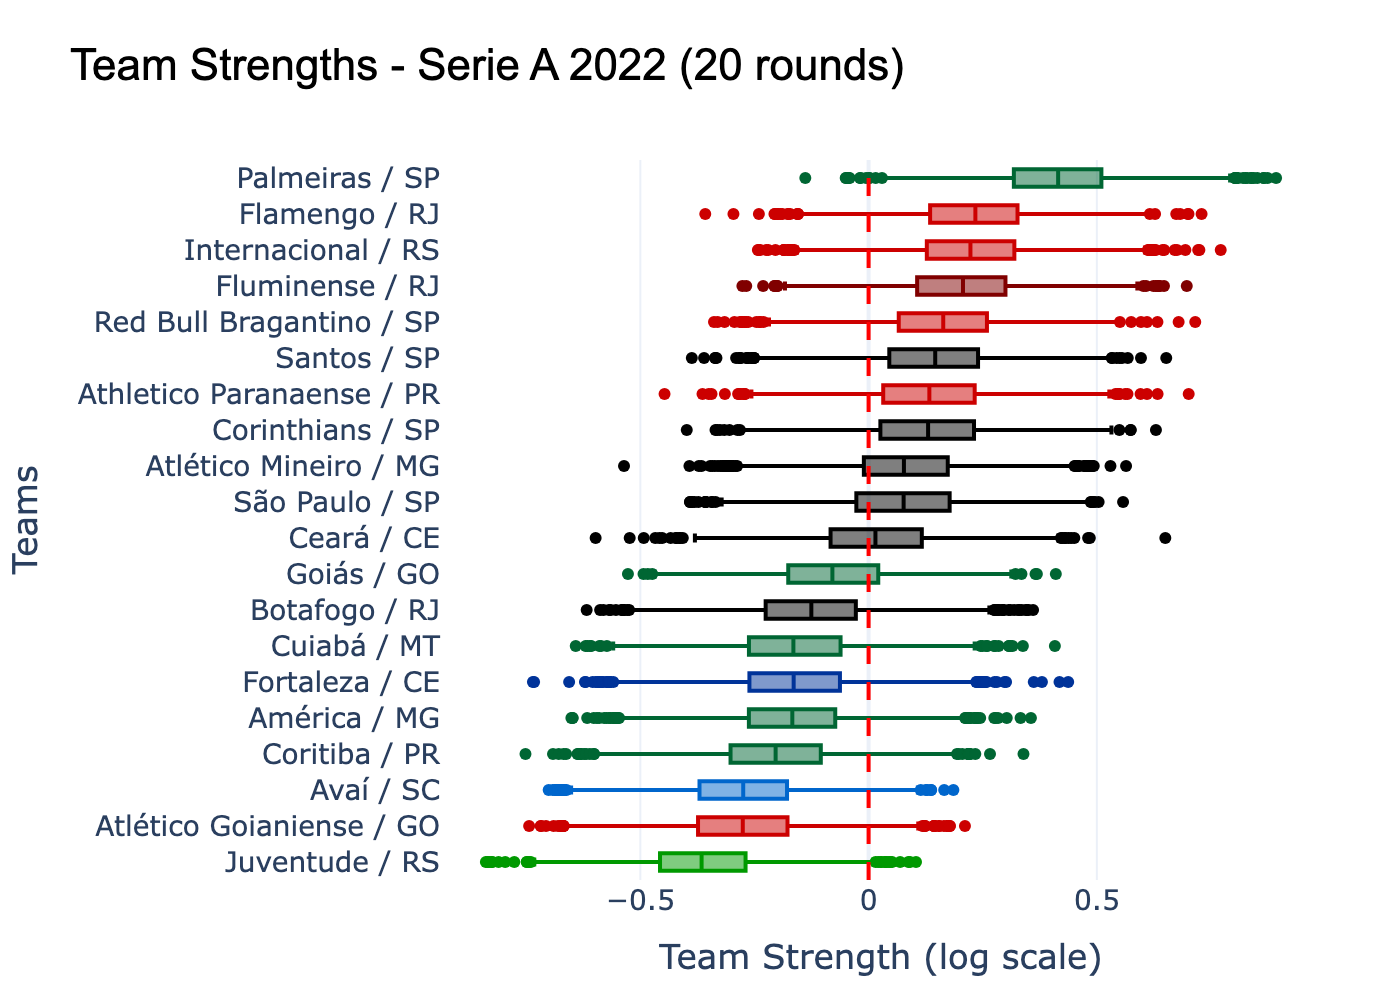 Team Strengths - Serie A 2022 (20 rounds)
Teams
Palmeiras / SP
Flamengo / RJ
Internacional / RS
Fluminense / RJ
Red Bull Bragantino / SP
Santos / SP
Athletico Paranaense / PR
Corinthians / SP
Atlético Mineiro / MG
São Paulo / SP
Ceará / CE
Goiás / GO
Botafogo / RJ
Cuiabá / MT
Fortaleza / CE
América / MG
Coritiba / PR
Avaí / SC
Atlético Goianiense / GO
Juventude / RS
−0.5 0 0.5
Team Strength (log scale)